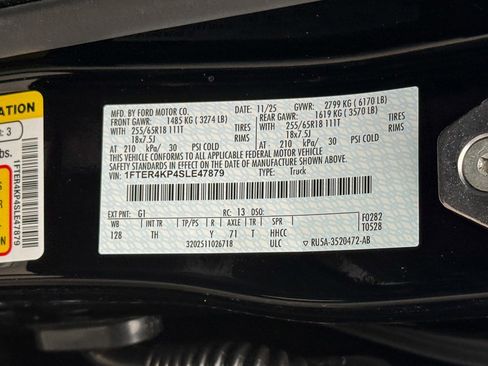 MFD. BY FORD MOTOR CO.
11/25
GVWR: 2799 KG ( 6170 LB)
FRONT GAWR: 1485 KG ( 3274 LB)
REAR GAWR: 1619 KG ( 3570 LB)
WITH
255/65R18 111T
TIRES
WITH
255/65R18 111T
TIRES
18x7.5J
RIMS
18x7.5J
RIMS
AT 210 kPa/ 30 PSI COLD
AT 210 kPa/ 30 PSI COLD
THIS VEHICLE CONFORMS TO ALL APPLICABLE FEDERAL MOTOR VEHICLE
SAFETY STANDARDS IN EFFECT ON THE DATE OF MANUFACTURE SHOWN ABOVE.
VIN: 1FTER4KP4SLE47879
TYPE: Truck
EXT PNT: G1
RC: 13 DSO:
WB INT TR TP/PS R AXLE TR SPR
128 TH Y 71 T HHCC
F0282
T0528
3202511026718
ULC
RU5A-3520472-AB
ATION
: 3
lbs.
1FTER4KP4SLE47879